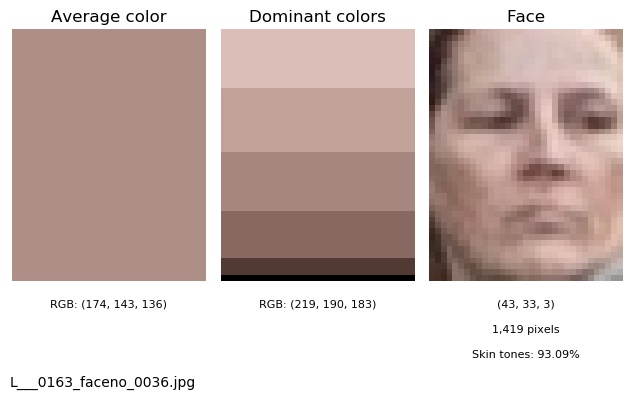 Average color
Dominant colors
Face
RGB: (174, 143, 136)
RGB: (219, 190, 183)
(43, 33, 3)
1,419 pixels
Skin tones: 93.09%
L___0163_faceno_0036.jpg